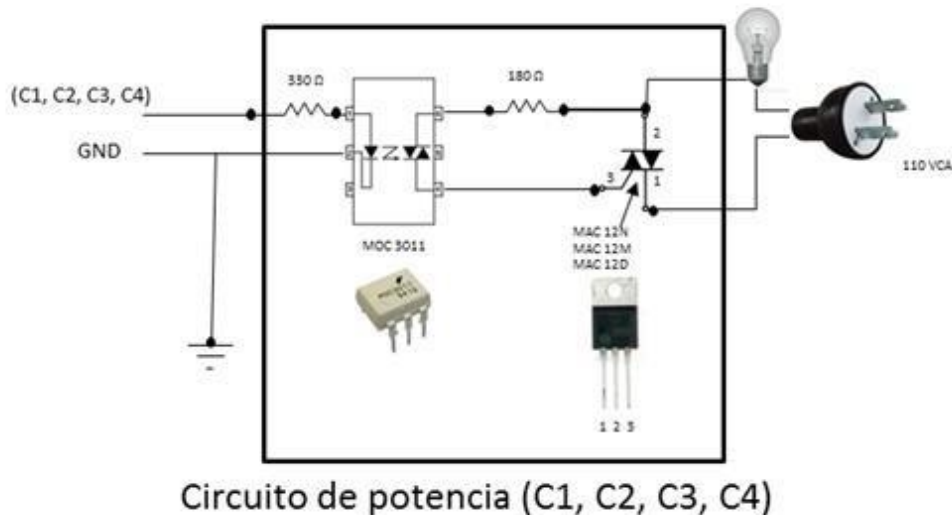 330 Ω
180 Ω
(C1, C2, C3, C4)
GND
2
3
1
110 VCA
MAC 12N
MAC 12M
MAC 12D
MOC 3011
1 2 3
Circuito de potencia (C1, C2, C3, C4)